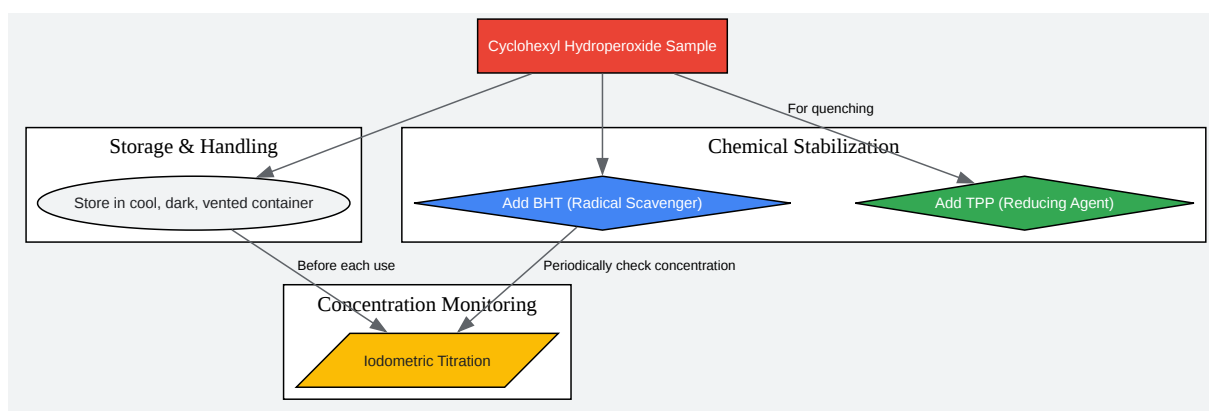 Cyclohexyl Hydroperoxide Sample
For quenching
Storage & Handling
Chemical Stabilization
Store in cool, dark, vented container
Add BHT (Radical Scavenger)
Add TPP (Reducing Agent)
Before each use
Periodically check concentration
Concentration Monitoring
Iodometric Titration